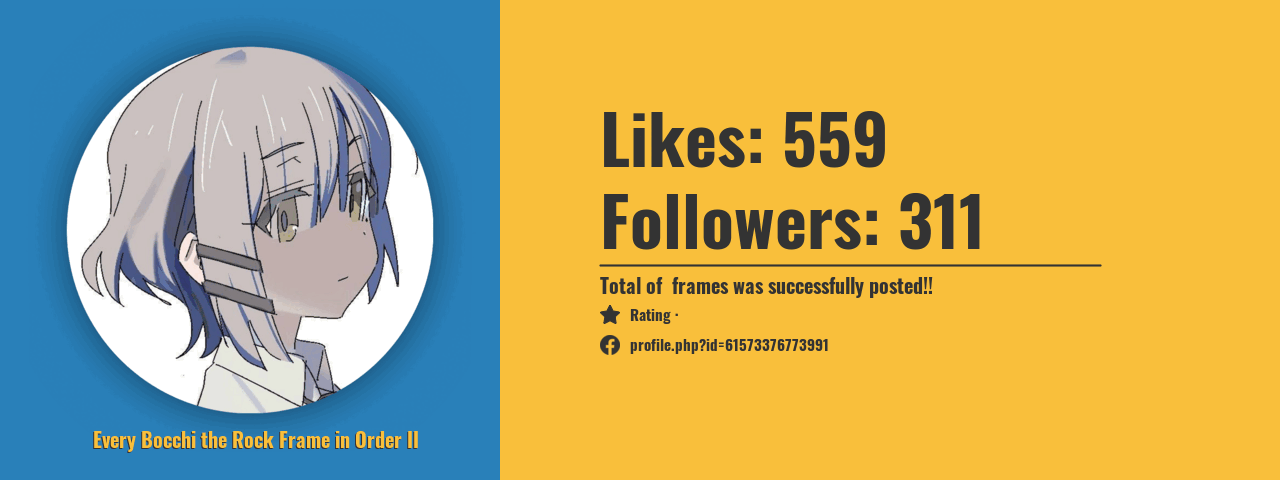 Likes: 559
Followers: 311
Total of  frames was successfully posted!!
Rating ·
profile.php?id=61573376773991
Every Bocchi the Rock Frame in Order II